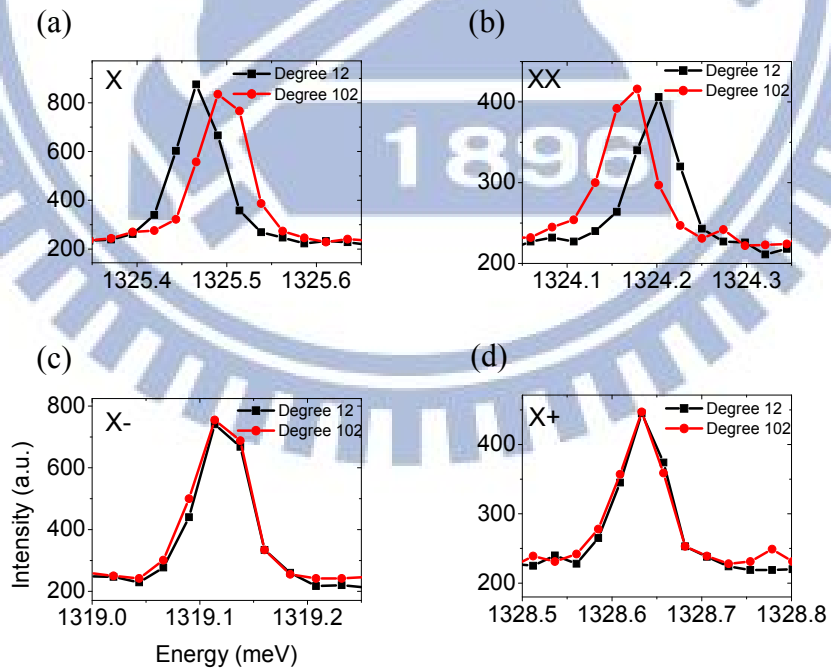 (a)
(b)
X
Degree 12
Degree 102
800
600
400
200
1325.4
1325.5
1325.6
XX
Degree 12
Degree 102
400
300
200
1324.1
1324.2
1324.3
1896
(c)
(d)
X-
Degree 12
Degree 102
800
600
400
200
1319.0
1319.1
1319.2
X+
Degree 12
Degree 102
400
300
200
1328.5
1328.6
1328.7
1328.8
Intensity (a.u.)
Energy (meV)